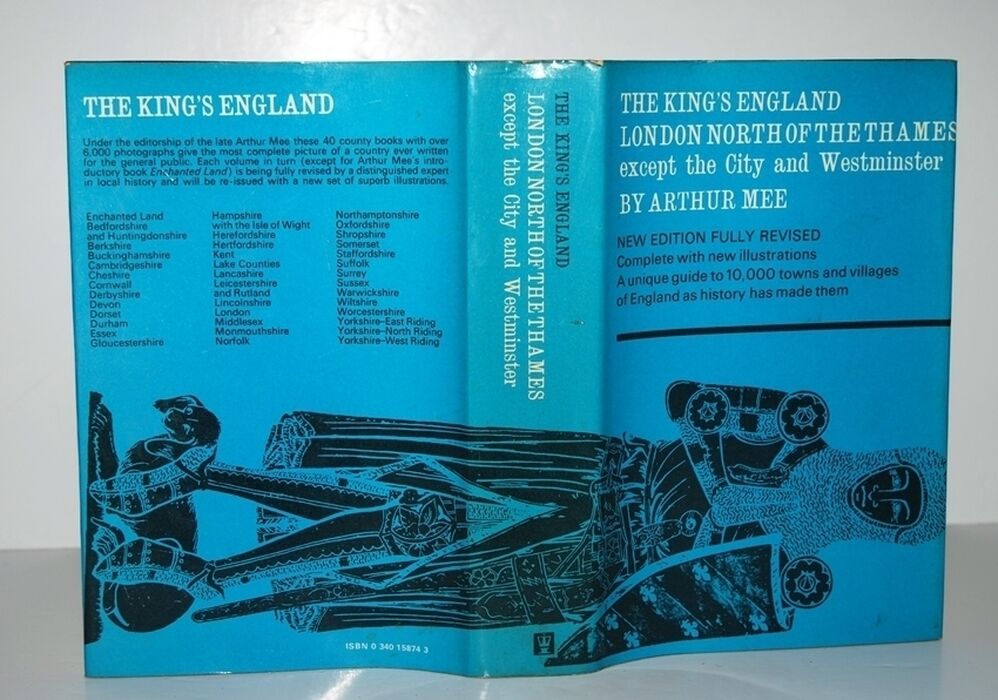 THE KING'S ENGLAND
Under the editorship of the late Arthur Mee these 40 county books with over
6,000 photographs give the most complete picture of a country ever written
for the general public. Each volume in turn (except for Arthur Mee's intro-
ductory book Enchanted Land) is being fully revised by a distinguished expert
in local history and will be re-issued with a new set of superb illustrations.
Enchanted Land
Bedfordshire
and Huntingdonshire
Berkshire
Buckinghamshire
Cambridgeshire
Cheshire
Cornwall
Derbyshire
Devon
Dorset
Durham
Essex
Gloucestershire
Hampshire
with the Isle of Wight
Herefordshire
Hertfordshire
Kent
Lake Counties
Lancashire
Leicestershire
and Rutland
Lincolnshire
London
Middlesex
Monmouthshire
Norfolk
Northamptonshire
Oxfordshire
Shropshire
Somerset
Staffordshire
Suffolk
Surrey
Sussex
Warwickshire
Wiltshire
Worcestershire
Yorkshire–East Riding
Yorkshire–North Riding
Yorkshire–West Riding
ISBN 0 340 15874 3
THE KING'S ENGLAND
LONDON NORTH OF THE THAMES
except the City and Westminster
THE KING'S ENGLAND
LONDON NORTH OF THE THAMES
except the City and Westminster
BY ARTHUR MEE
NEW EDITION FULLY REVISED
Complete with new illustrations
A unique guide to 10,000 towns and villages
of England as history has made them